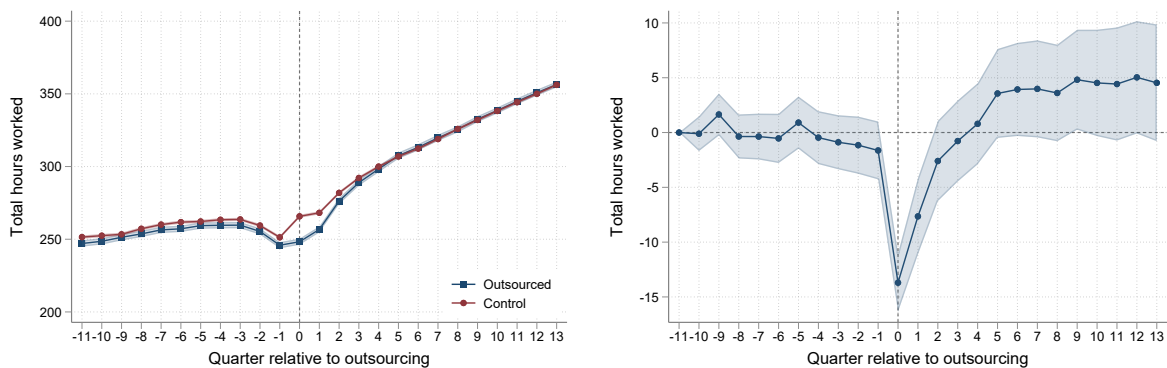 Total hours worked
400
350
300
250
200
-11 -10 -9 -8 -7 -6 -5 -4 -3 -2 -1 0 1 2 3 4 5 6 7 8 9 10 11 12 13
Quarter relative to outsourcing
Outsourced
Control
Total hours worked
10
5
0
-5
-10
-15
-11 -10 -9 -8 -7 -6 -5 -4 -3 -2 -1 0 1 2 3 4 5 6 7 8 9 10 11 12 13
Quarter relative to outsourcing